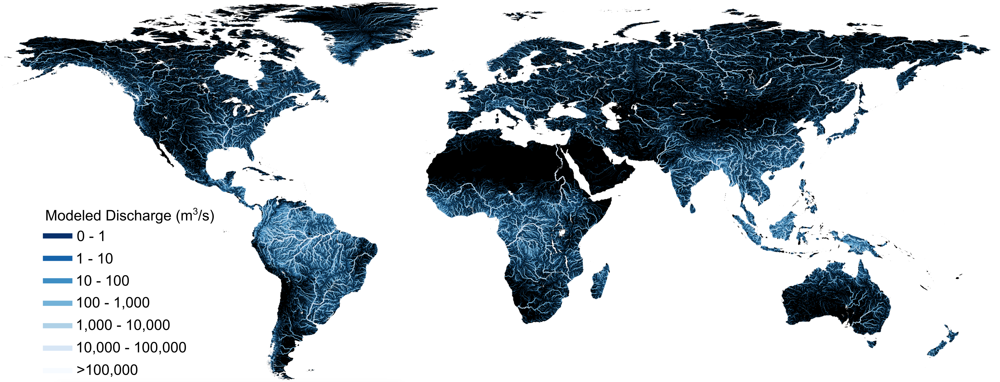 Modeled Discharge (m³/s)
0 - 1
1 - 10
10 - 100
100 - 1,000
1,000 - 10,000
10,000 - 100,000
>100,000